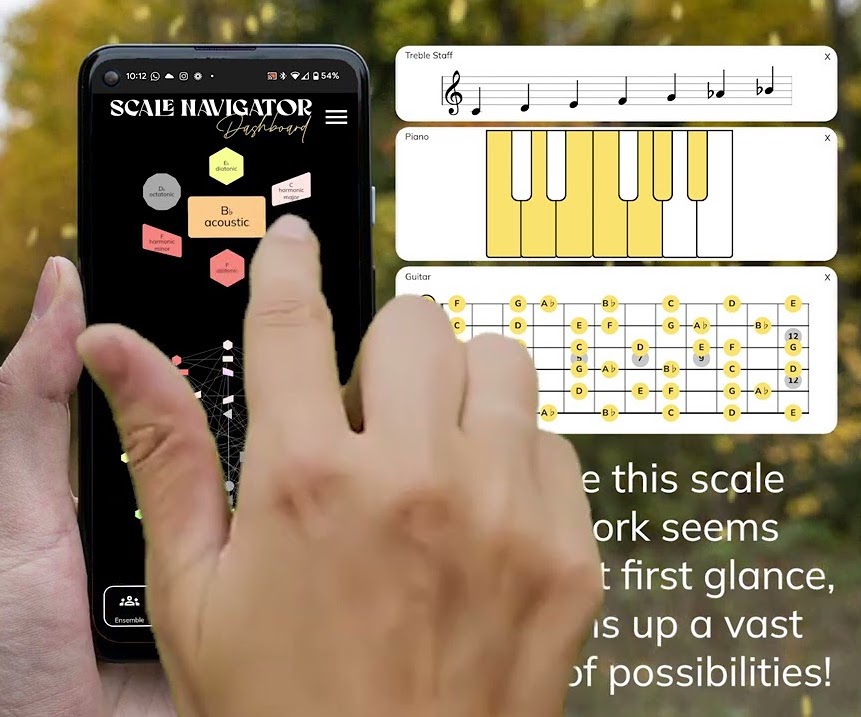 10:12
54%
SCALE NAVIGATOR
Dashboard
E♭
diatonic
D♭
octatonic
C
harmonic
major
B♭
acoustic
F
harmonic
minor
F
diatonic
Ensemble
Treble Staff X
Piano X
Guitar X
F G A♭ B♭ C D E
C D E F G A♭ B♭
12
C D E F G
5 7 9
G A♭ B♭ C D
12
D E F G A♭
A♭ B♭ C D E
e this scale
ork seems
t first glance,
ns up a vast
of possibilities!